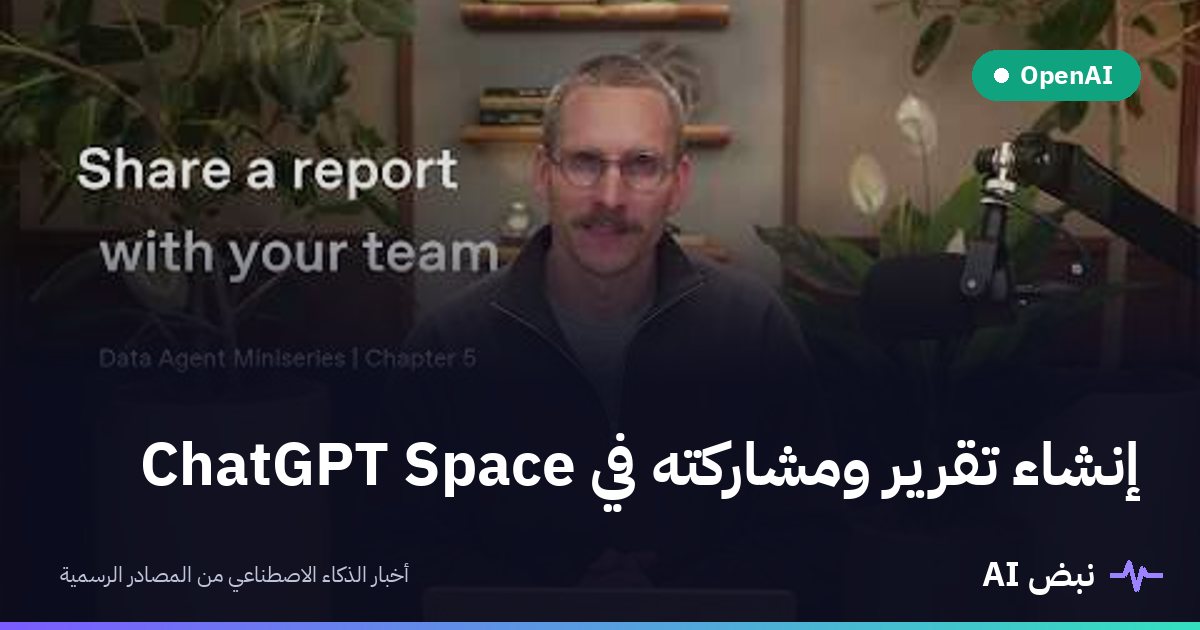 OpenAI
Share a report
with your team
Data Agent Miniseries | Chapter 5
إنشاء تقرير ومشاركته في ChatGPT Space
نبض AI
أخبار الذكاء الاصطناعي من المصادر الرسمية